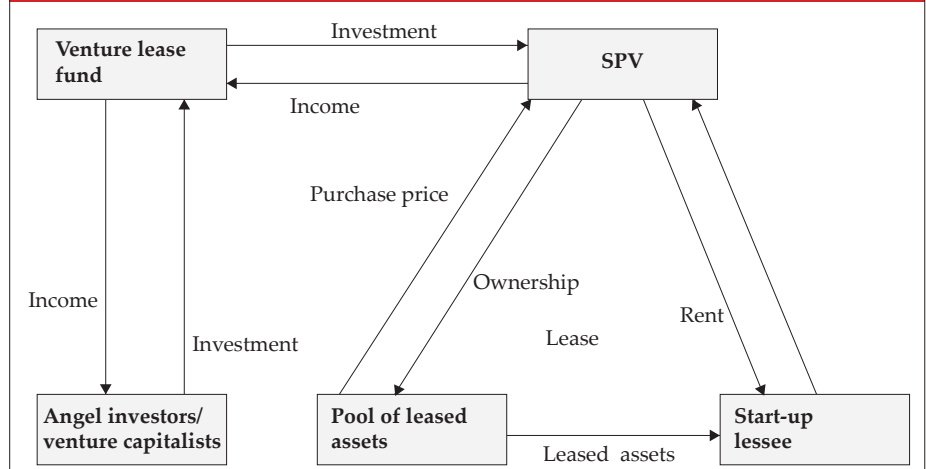 Investment
Venture lease
fund
SPV
Income
Purchase price
Ownership
Income
Rent
Lease
Investment
Angel investors/
venture capitalists
Pool of leased
assets
Start-up
lessee
Leased assets